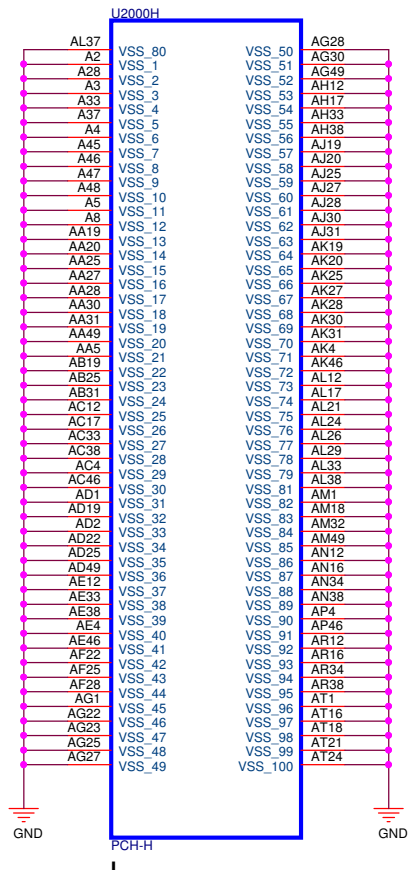 U2000H
AL37 VSS_80 VSS_50 AG28
A2 VSS_1 VSS_51 AG30
A28 VSS_2 VSS_52 AG49
A3 VSS_3 VSS_53 AH12
A33 VSS_4 VSS_54 AH17
A37 VSS_5 VSS_55 AH33
A4 VSS_6 VSS_56 AH38
A45 VSS_7 VSS_57 AJ19
A46 VSS_8 VSS_58 AJ20
A47 VSS_9 VSS_59 AJ25
A48 VSS_10 VSS_60 AJ27
A5 VSS_11 VSS_61 AJ28
A8 VSS_12 VSS_62 AJ30
AA19 VSS_13 VSS_63 AJ31
AA20 VSS_14 VSS_64 AK19
AA25 VSS_15 VSS_65 AK20
AA27 VSS_16 VSS_66 AK25
AA28 VSS_17 VSS_67 AK27
AA30 VSS_18 VSS_68 AK28
AA31 VSS_19 VSS_69 AK30
AA49 VSS_20 VSS_70 AK31
AA5 VSS_21 VSS_71 AK4
AB19 VSS_22 VSS_72 AK46
AB25 VSS_23 VSS_73 AL12
AB31 VSS_24 VSS_74 AL17
AC12 VSS_25 VSS_75 AL21
AC17 VSS_26 VSS_76 AL24
AC33 VSS_27 VSS_77 AL26
AC38 VSS_28 VSS_78 AL29
AC4 VSS_29 VSS_79 AL33
AC46 VSS_30 VSS_81 AL38
AD1 VSS_31 VSS_82 AM1
AD19 VSS_32 VSS_83 AM18
AD2 VSS_33 VSS_84 AM32
AD22 VSS_34 VSS_85 AM49
AD25 VSS_35 VSS_86 AN12
AD49 VSS_36 VSS_87 AN16
AE12 VSS_37 VSS_88 AN34
AE33 VSS_38 VSS_89 AN38
AE38 VSS_39 VSS_90 AP4
AE4 VSS_40 VSS_91 AP46
AE46 VSS_41 VSS_92 AR12
AF22 VSS_42 VSS_93 AR16
AF25 VSS_43 VSS_94 AR34
AF28 VSS_44 VSS_95 AR38
AG1 VSS_45 VSS_96 AT1
AG22 VSS_46 VSS_97 AT16
AG23 VSS_47 VSS_98 AT18
AG25 VSS_48 VSS_99 AT21
AG27 VSS_49 VSS_100 AT24
GND GND
PCH-H